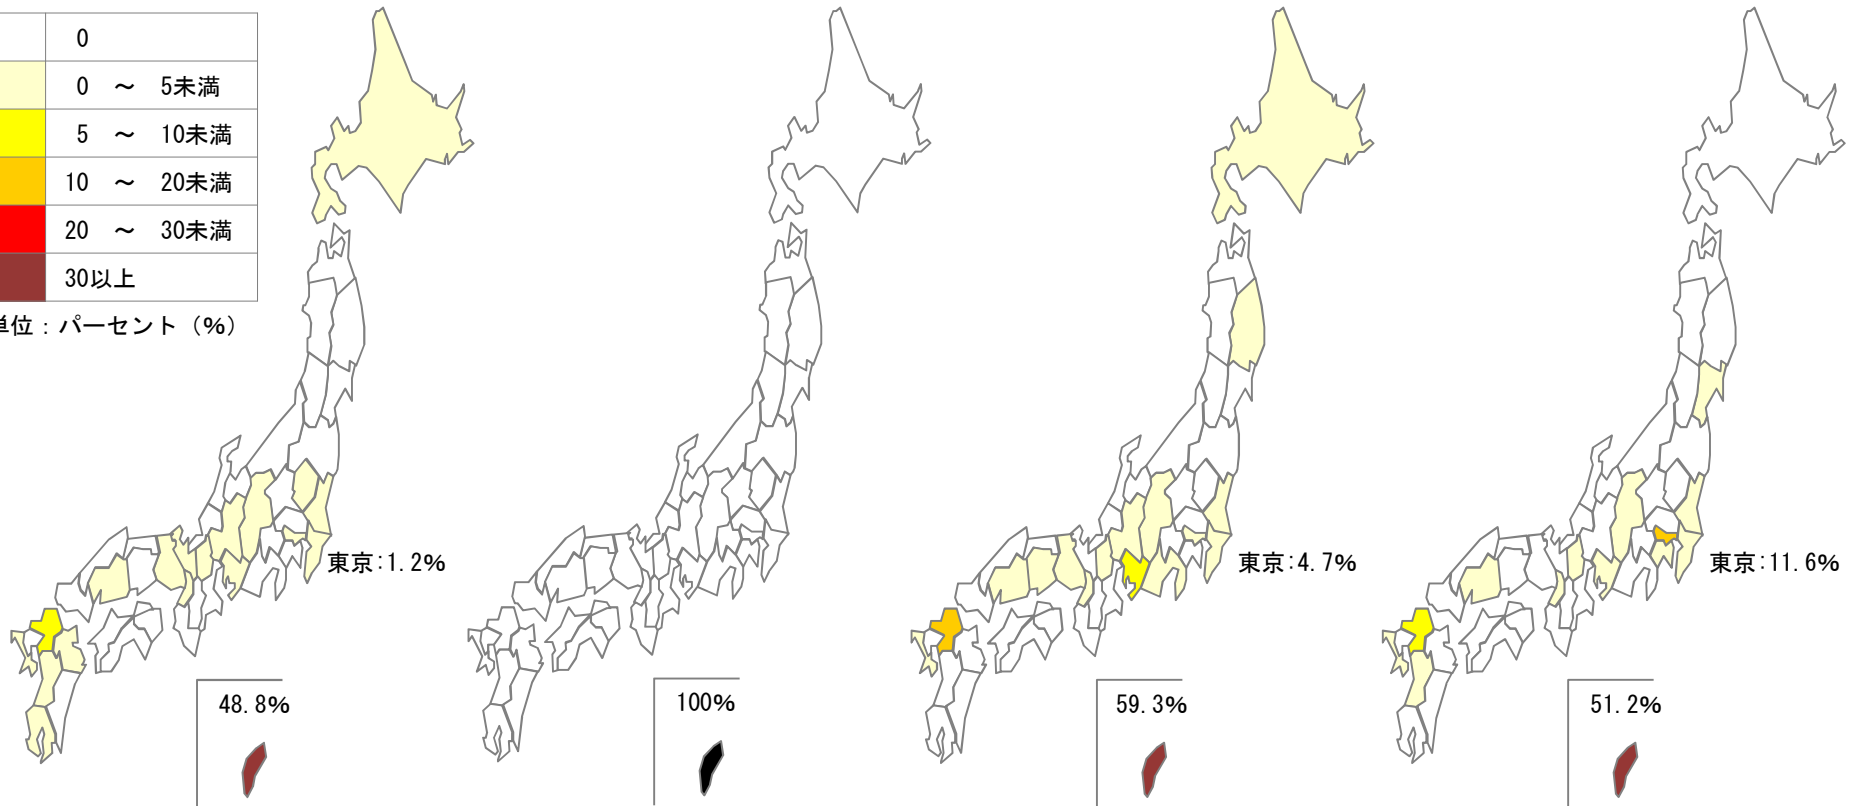 0
0 ～ 5未満
5 ～ 10未満
10 ～ 20未満
20 ～ 30未満
30以上
単位：パーセント（%）
東京：1.2%
東京：4.7%
東京：11.6%
48.8%
100%
59.3%
51.2%